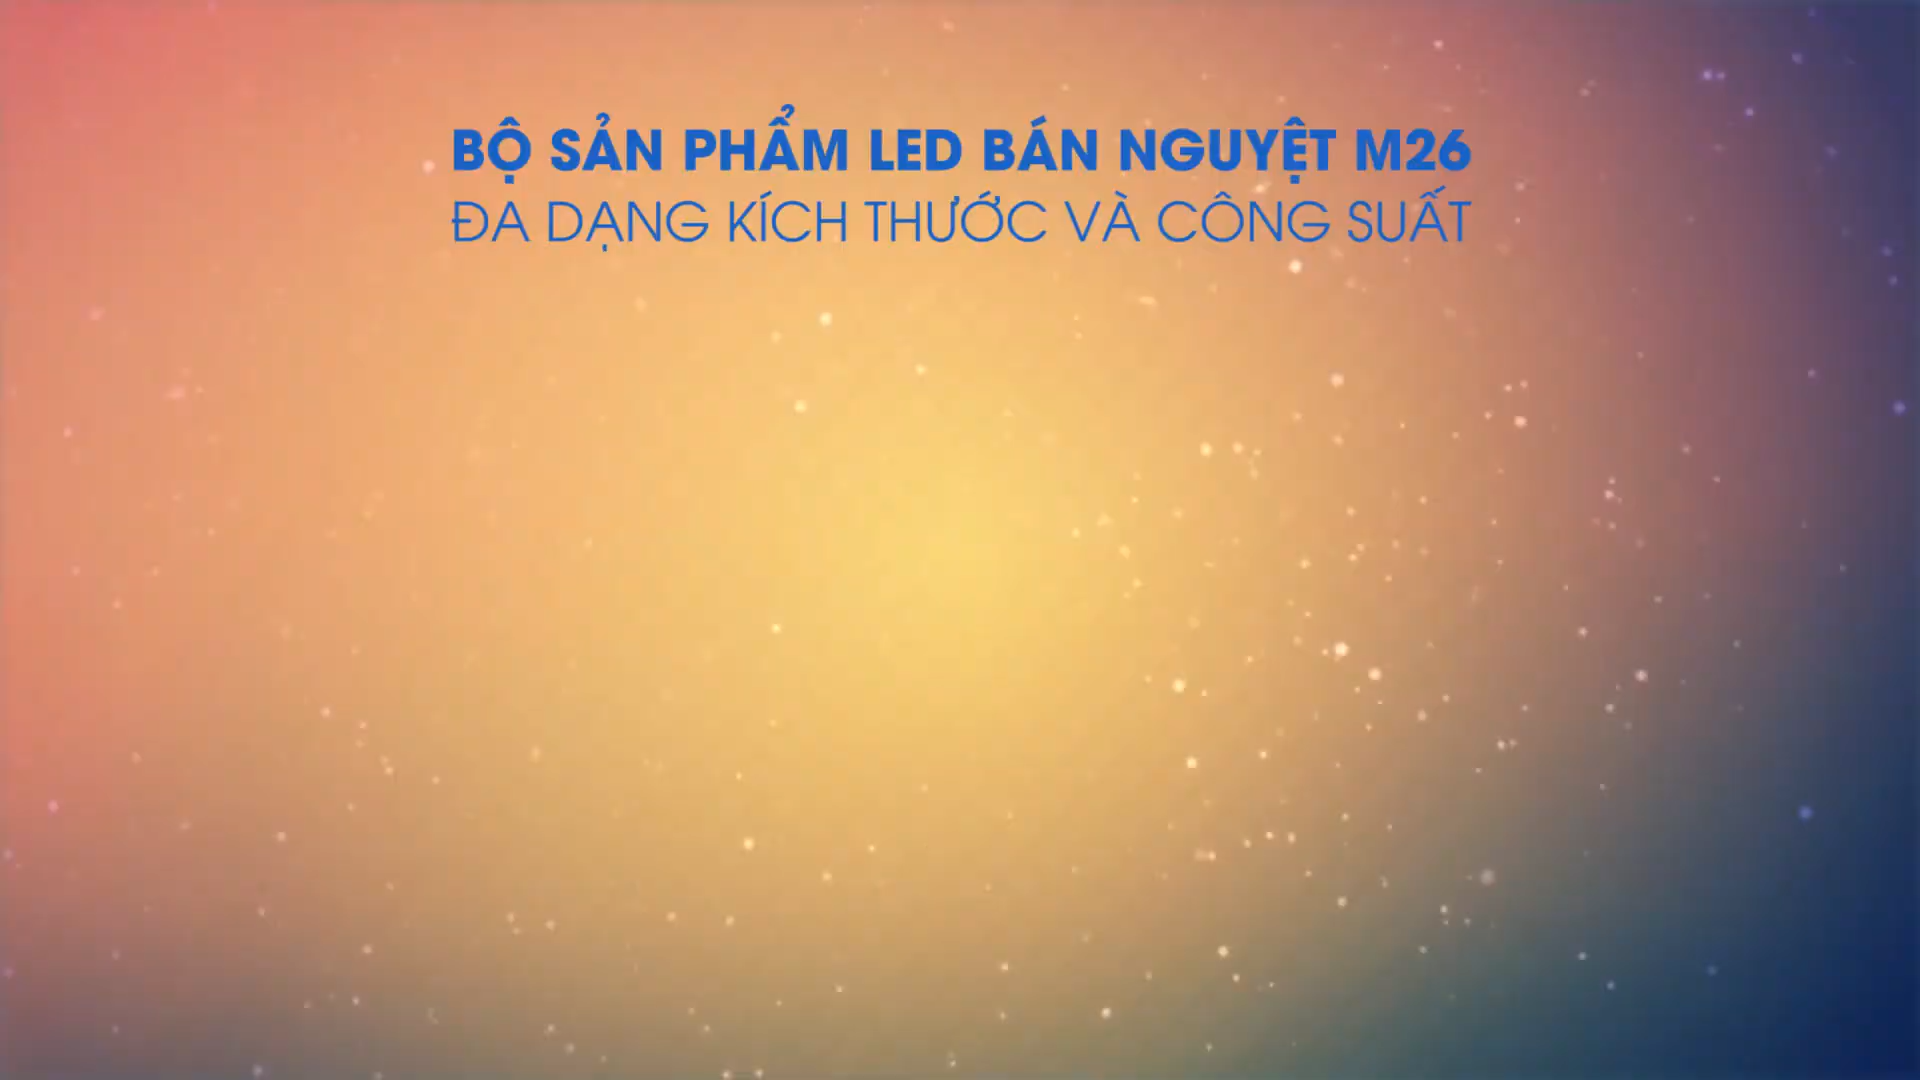 BỘ SẢN PHẨM LED BÁN NGUYỆT M26
ĐA DẠNG KÍCH THƯỚC VÀ CÔNG SUẤT